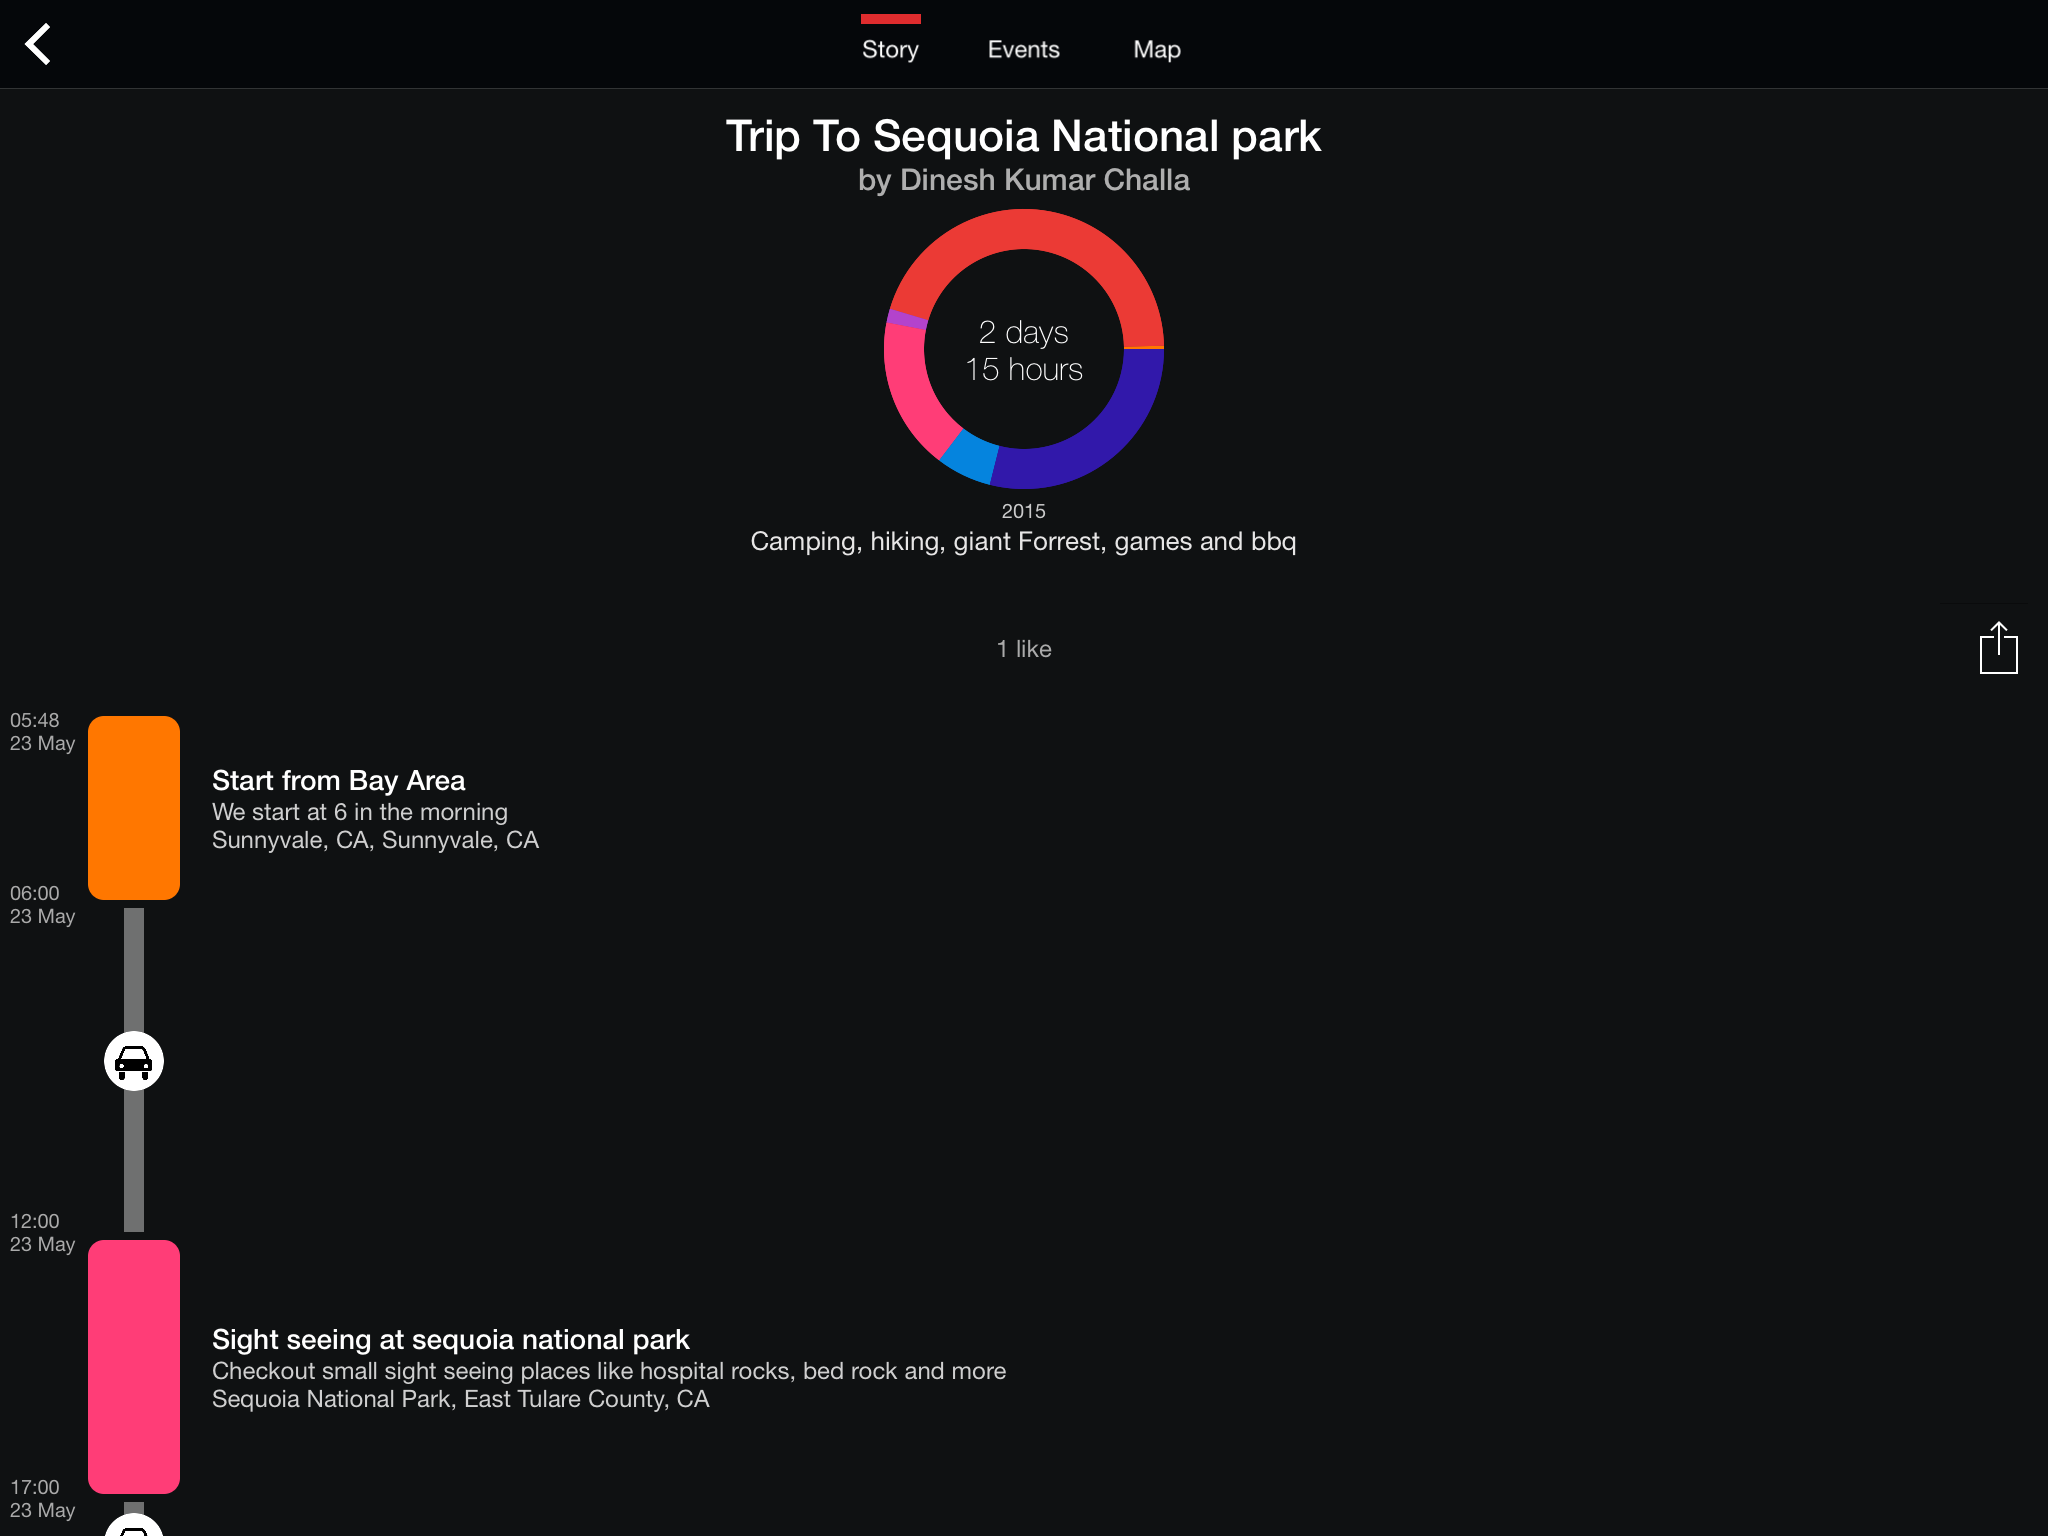 Story
Events
Map
Trip To Sequoia National park
by Dinesh Kumar Challa
2 days
15 hours
2015
Camping, hiking, giant Forrest, games and bbq
1 like
05:48
23 May
Start from Bay Area
We start at 6 in the morning
Sunnyvale, CA, Sunnyvale, CA
06:00
23 May
12:00
23 May
Sight seeing at sequoia national park
Checkout small sight seeing places like hospital rocks, bed rock and more
Sequoia National Park, East Tulare County, CA
17:00
23 May